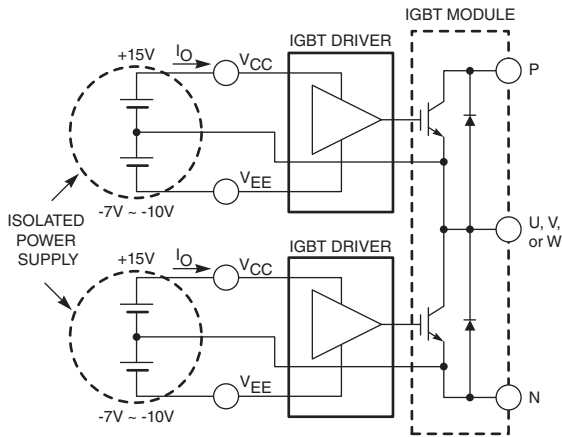 IGBT MODULE
IGBT DRIVER
+15V
IO
VCC
P
VEE
-7V ~ -10V
ISOLATED
POWER
SUPPLY
U, V,
or W
IGBT DRIVER
+15V
IO
VCC
VEE
N
-7V ~ -10V